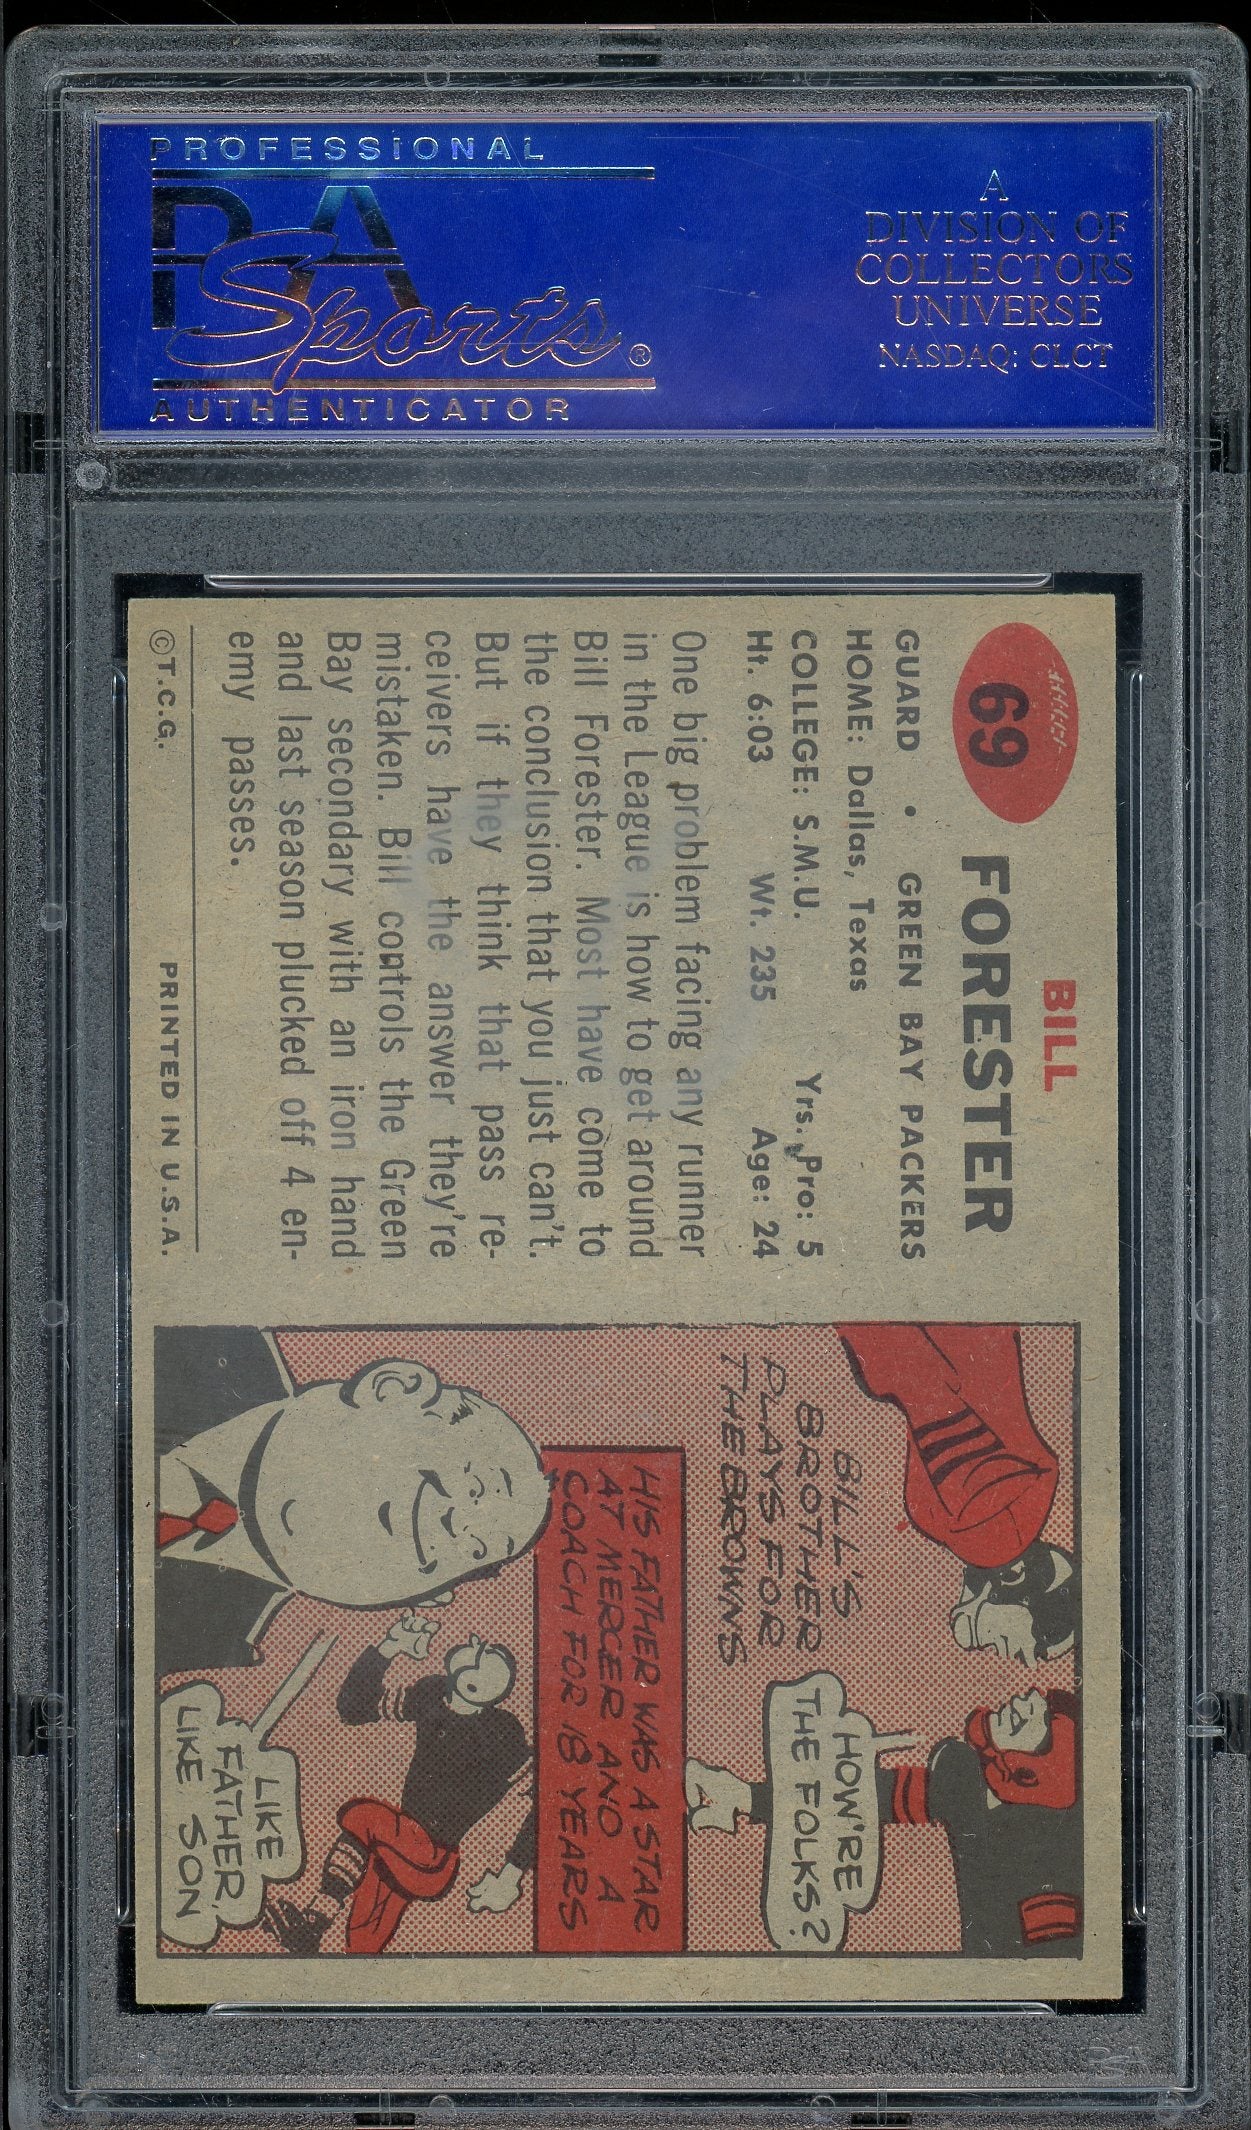 PROFESSIONAL
PSA
Sports®
AUTHENTICATOR
A
DIVISION OF
COLLECTORS
UNIVERSE
NASDAQ: CLCT
69
BILL
FORESTER
GUARD • GREEN BAY PACKERS
HOME: Dallas, Texas
COLLEGE: S.M.U. Yrs. Pro: 5
Ht. 6:03 Wt. 235 Age: 24
One big problem facing any runner
in the League is how to get around
Bill Forester. Most have come to
the conclusion that you just can't.
But if they think that pass re-
ceivers have the answer they're
mistaken. Bill controls the Green
Bay secondary with an iron hand
and last season plucked off 4 en-
emy passes.
©T.C.G. PRINTED IN U.S.A.
BILL'S
BROTHER
PLAYS FOR
THE BROWNS
HOW'RE
THE FOLKS?
HIS FATHER WAS A STAR
AT MERCER AND A
COACH FOR 18 YEARS
LIKE
FATHER,
LIKE SON
PSA